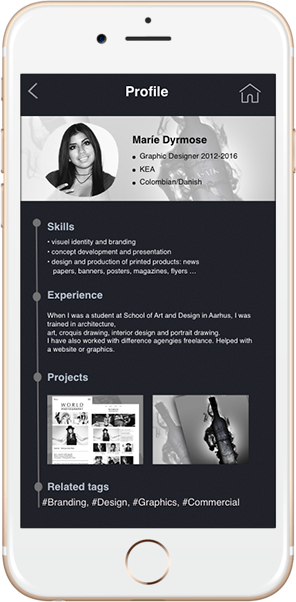 Profile
Maríe Dyrmose
• Graphic Designer 2012-2016
• KEA
• Colombian/Danish
Skills
• visuel identity and branding
• concept development and presentation
• design and production of printed products: news
papers, banners, posters, magazines, flyers ...
Experience
When I was a student at School of Art and Design in Aarhus, I was
trained in architecture,
art, croquis drawing, interior design and portrait drawing.
I have also worked with difference agengies freelance. Helped with
a website or graphics.
Projects
WORLD
Related tags
#Branding, #Design, #Graphics, #Commercial